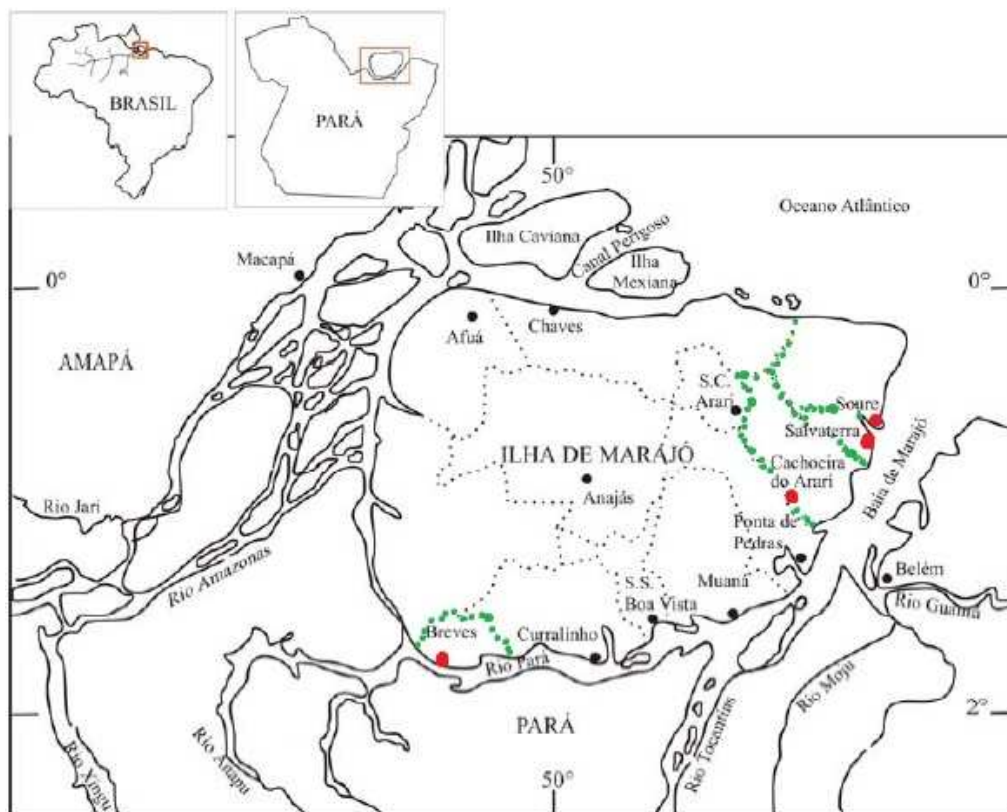 BRASIL
PARÁ
50°
Oceano Atlântico
Ilha Caviana
Canal Perigoso
Ilha
Mexiana
Macapá
0°
0°
Afuá
Chaves
AMAPÁ
S.C.
Arari
Soure
Salvaterra
Baia de Marajó
ILHA DE MARAJÓ
Cachoeira
do Arari
Anajás
Rio Jari
Ponta de
Pedras
Rio Amazonas
S.S.
Boa Vista
Muaná
Belém
Rio Guamá
Breves
Curralinho
Rio Pará
Rio Moju
PARÁ
2°
Rio Tocantins
Rio Xingu
Rio Anapu
50°